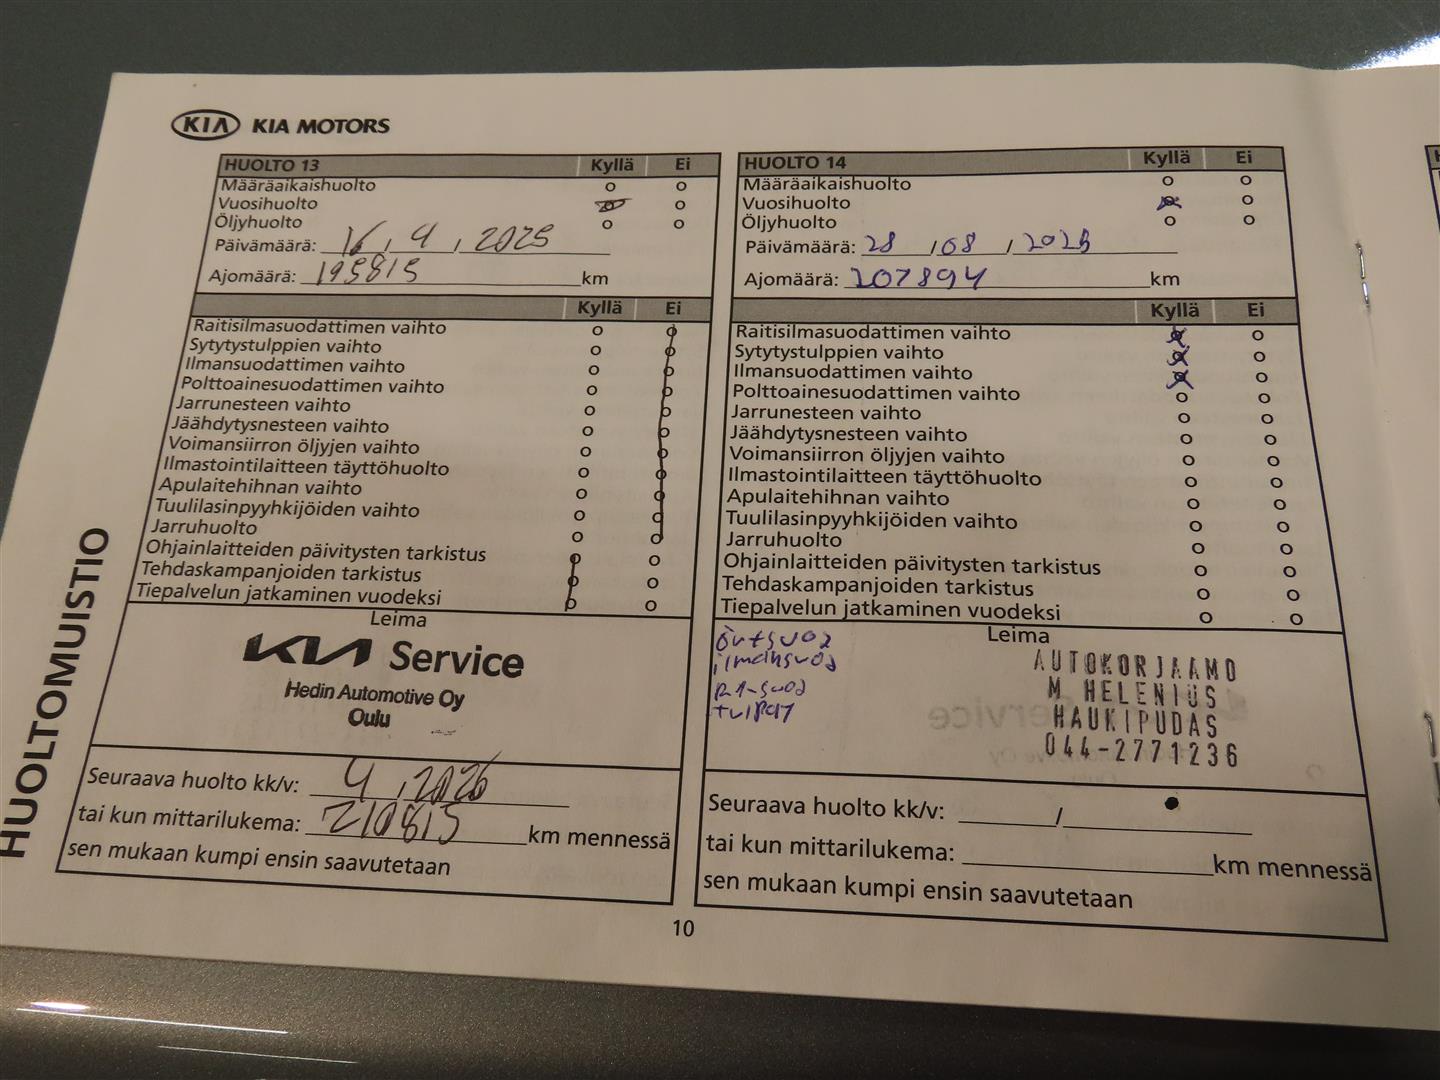 KIA KIA MOTORS
HUOLTO 13 Kyllä Ei
Määräaikaishuolto o o
Vuosihuolto o o
Öljyhuolto o o
Päivämäärä: 16 , 4 , 2025
Ajomäärä: 195815 km
Kyllä Ei
Raitisilmasuodattimen vaihto o o
Sytytystulppien vaihto o o
Ilmansuodattimen vaihto o o
Polttoainesuodattimen vaihto o o
Jarrunesteen vaihto o o
Jäähdytysnesteen vaihto o o
Voimansiirron öljyjen vaihto o o
Ilmastointilaitteen täyttöhuolto o o
Apulaitehihnan vaihto o o
Tuulilasinpyyhkijöiden vaihto o o
Jarruhuolto o o
Ohjainlaitteiden päivitysten tarkistus o o
Tehdaskampanjoiden tarkistus o o
Tiepalvelun jatkaminen vuodeksi o o
Leima
KIA Service
Hedin Automotive Oy
Oulu
Seuraava huolto kk/v: 4 , 2026
tai kun mittarilukema: 210815 km mennessä
sen mukaan kumpi ensin saavutetaan
HUOLTO 14 Kyllä Ei
Määräaikaishuolto o o
Vuosihuolto o o
Öljyhuolto o o
Päivämäärä: 28 / 08 / 2025
Ajomäärä: 207894 km
Kyllä Ei
Raitisilmasuodattimen vaihto o o
Sytytystulppien vaihto o o
Ilmansuodattimen vaihto o o
Polttoainesuodattimen vaihto o o
Jarrunesteen vaihto o o
Jäähdytysnesteen vaihto o o
Voimansiirron öljyjen vaihto o o
Ilmastointilaitteen täyttöhuolto o o
Apulaitehihnan vaihto o o
Tuulilasinpyyhkijöiden vaihto o o
Jarruhuolto o o
Ohjainlaitteiden päivitysten tarkistus o o
Tehdaskampanjoiden tarkistus o o
Tiepalvelun jatkaminen vuodeksi o o
Leima
ilmansuod
AUTOKORJAAMO
M HELENIUS
HAUKIPUDAS
044-2771236
Seuraava huolto kk/v: /
tai kun mittarilukema: km mennessä
sen mukaan kumpi ensin saavutetaan
HUOLTOMUISTIO
10